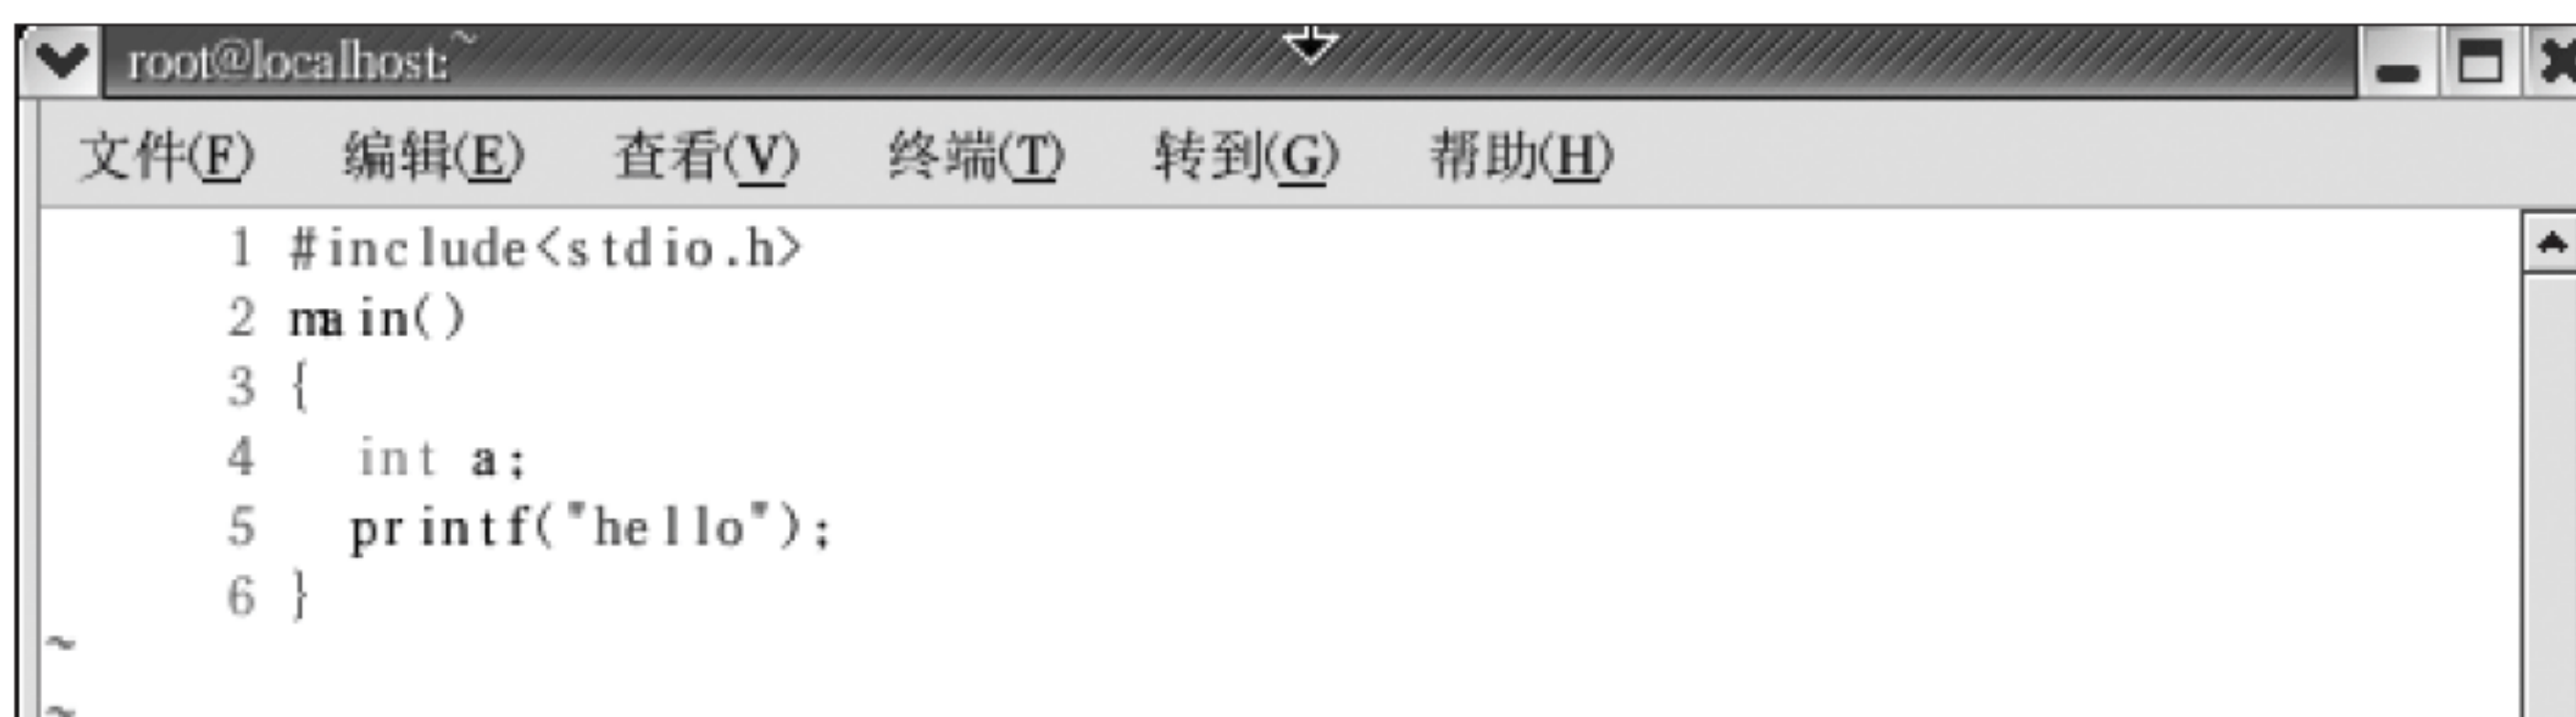 root@localhost:~
文件(F) 编辑(E) 查看(V) 终端(T) 转到(G) 帮助(H)
1 #include<stdio.h>
2 main()
3 {
4   int a;
5   printf("hello");
6 }
~
~